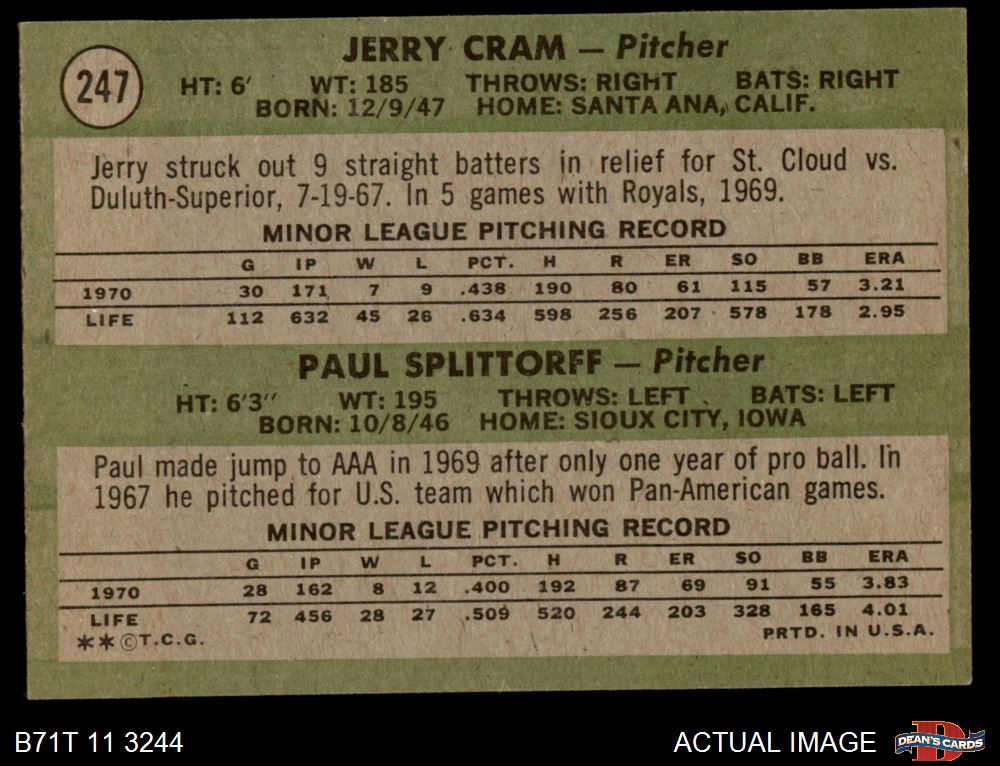 247
JERRY CRAM — Pitcher
HT: 6' WT: 185 THROWS: RIGHT BATS: RIGHT
BORN: 12/9/47 HOME: SANTA ANA, CALIF.
Jerry struck out 9 straight batters in relief for St. Cloud vs.
Duluth-Superior, 7-19-67. In 5 games with Royals, 1969.
MINOR LEAGUE PITCHING RECORD
G IP W L PCT. H R ER SO BB ERA
1970 30 171 7 9 .438 190 80 61 115 57 3.21
LIFE 112 632 45 26 .634 598 256 207 578 178 2.95
PAUL SPLITTORFF — Pitcher
HT: 6'3'' WT: 195 THROWS: LEFT BATS: LEFT
BORN: 10/8/46 HOME: SIOUX CITY, IOWA
Paul made jump to AAA in 1969 after only one year of pro ball. In
1967 he pitched for U.S. team which won Pan-American games.
MINOR LEAGUE PITCHING RECORD
G IP W L PCT. H R ER SO BB ERA
1970 28 162 8 12 .400 192 87 69 91 55 3.83
LIFE 72 456 28 27 .509 520 244 203 328 165 4.01
**©T.C.G. PRTD. IN U.S.A.
B71T 11 3244 ACTUAL IMAGE DEAN'S CARDS